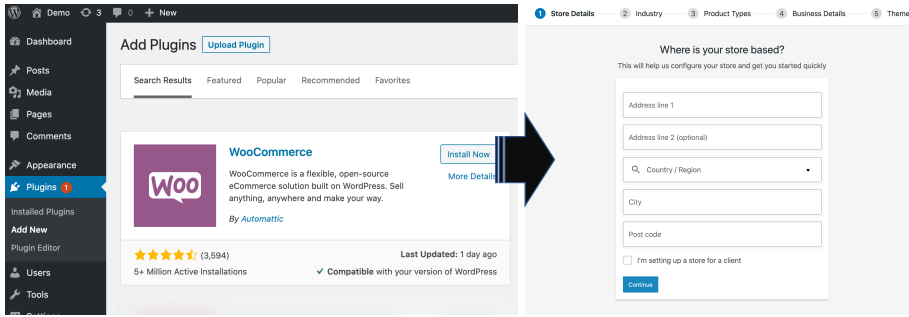 Demo 3 0 + New
Dashboard
Posts
Media
Pages
Comments
Appearance
Plugins 1
Installed Plugins
Add New
Plugin Editor
Users
Tools
Settings
Add Plugins Upload Plugin
Search Results Featured Popular Recommended Favorites
WOO
WooCommerce
Install Now
WooCommerce is a flexible, open-source
eCommerce solution built on WordPress. Sell
anything, anywhere and make your way.
More Details
By Automattic
(3,594)
Last Updated: 1 day ago
5+ Million Active Installations
✓ Compatible with your version of WordPress
1 Store Details 2 Industry 3 Product Types 4 Business Details 5 Theme
Where is your store based?
This will help us configure your store and get you started quickly
Address line 1
Address line 2 (optional)
Country / Region
City
Post code
I'm setting up a store for a client
Continue